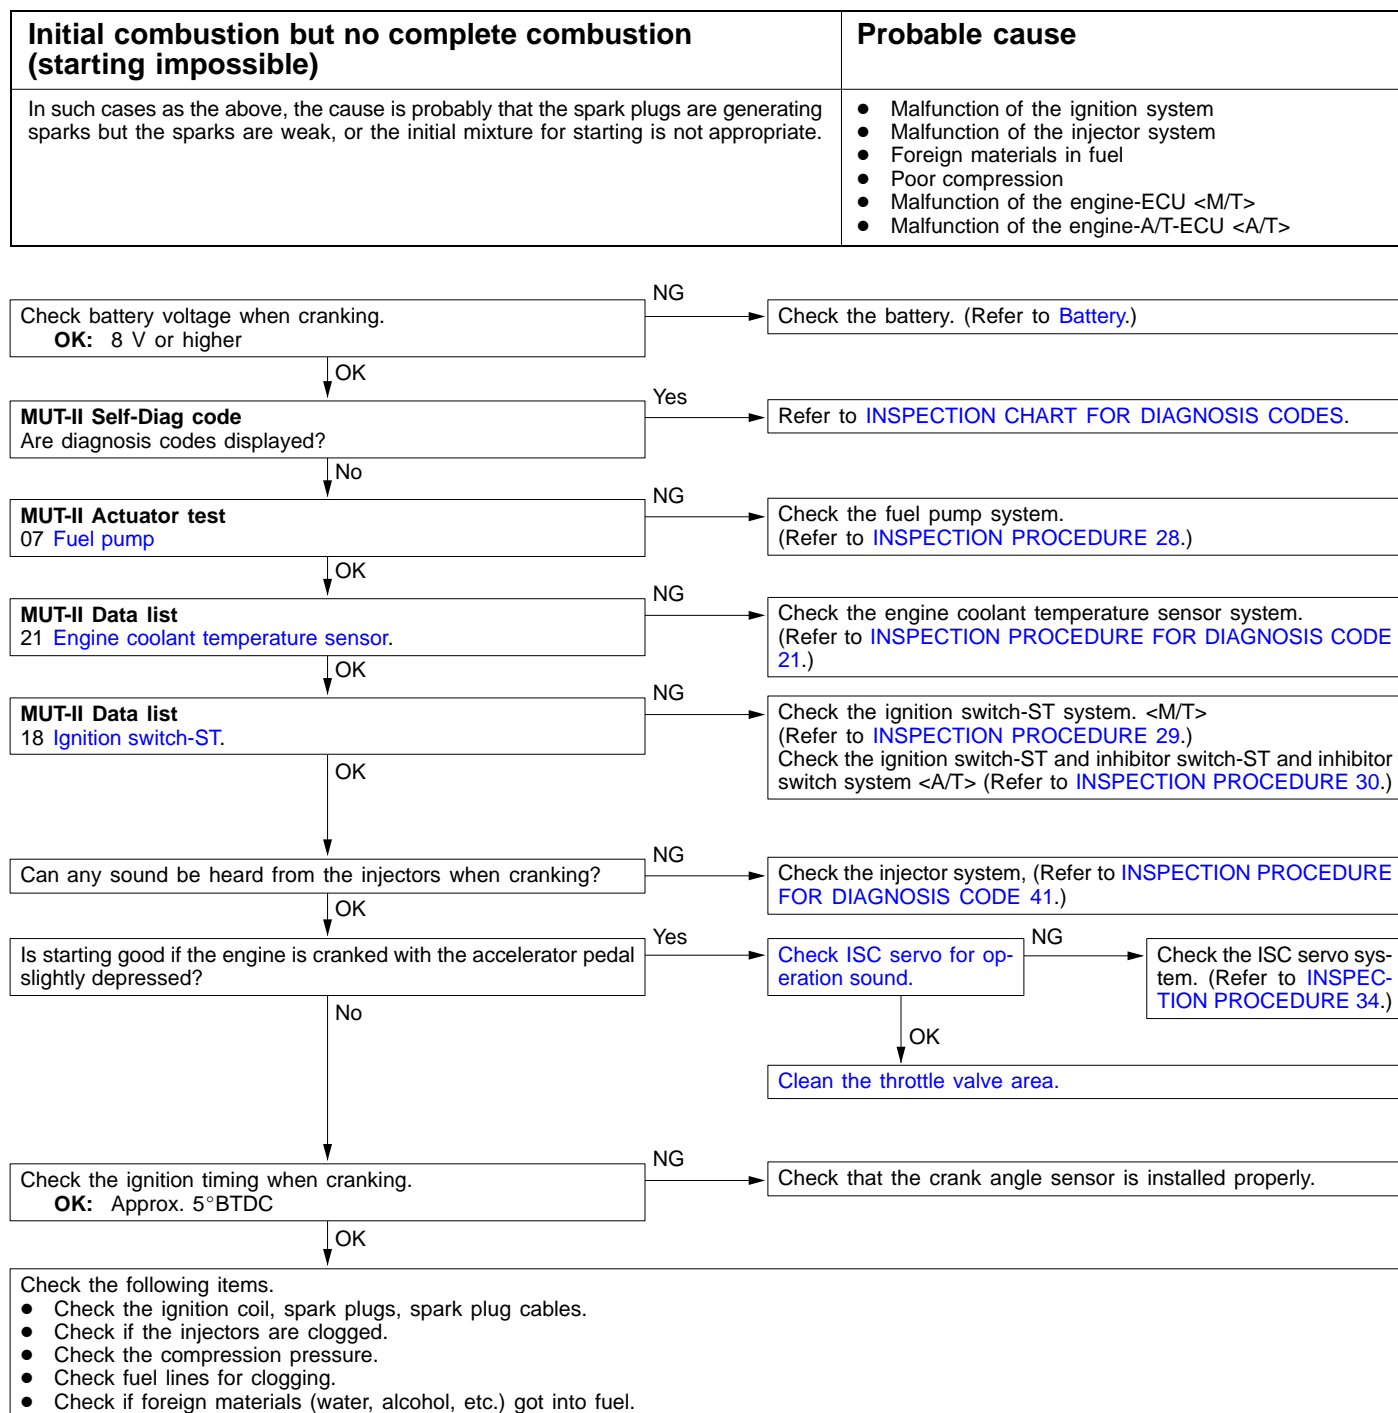 Initial combustion but no complete combustion
(starting impossible)
Probable cause
In such cases as the above, the cause is probably that the spark plugs are generating
sparks but the sparks are weak, or the initial mixture for starting is not appropriate.
● Malfunction of the ignition system
● Malfunction of the injector system
● Foreign materials in fuel
● Poor compression
● Malfunction of the engine-ECU <M/T>
● Malfunction of the engine-A/T-ECU <A/T>
Check battery voltage when cranking.
OK: 8 V or higher
NG
Check the battery. (Refer to Battery.)
OK
MUT-II Self-Diag code
Are diagnosis codes displayed?
Yes
Refer to INSPECTION CHART FOR DIAGNOSIS CODES.
No
MUT-II Actuator test
07 Fuel pump
NG
Check the fuel pump system.
(Refer to INSPECTION PROCEDURE 28.)
OK
MUT-II Data list
21 Engine coolant temperature sensor.
NG
Check the engine coolant temperature sensor system.
(Refer to INSPECTION PROCEDURE FOR DIAGNOSIS CODE
21.)
OK
MUT-II Data list
18 Ignition switch-ST.
NG
Check the ignition switch-ST system. <M/T>
(Refer to INSPECTION PROCEDURE 29.)
Check the ignition switch-ST and inhibitor switch-ST and inhibitor
switch system <A/T> (Refer to INSPECTION PROCEDURE 30.)
OK
Can any sound be heard from the injectors when cranking?
NG
Check the injector system, (Refer to INSPECTION PROCEDURE
FOR DIAGNOSIS CODE 41.)
OK
Is starting good if the engine is cranked with the accelerator pedal
slightly depressed?
Yes
Check ISC servo for op-
eration sound.
NG
Check the ISC servo sys-
tem. (Refer to INSPEC-
TION PROCEDURE 34.)
OK
Clean the throttle valve area.
No
Check the ignition timing when cranking.
OK: Approx. 5°BTDC
NG
Check that the crank angle sensor is installed properly.
OK
Check the following items.
● Check the ignition coil, spark plugs, spark plug cables.
● Check if the injectors are clogged.
● Check the compression pressure.
● Check fuel lines for clogging.
● Check if foreign materials (water, alcohol, etc.) got into fuel.